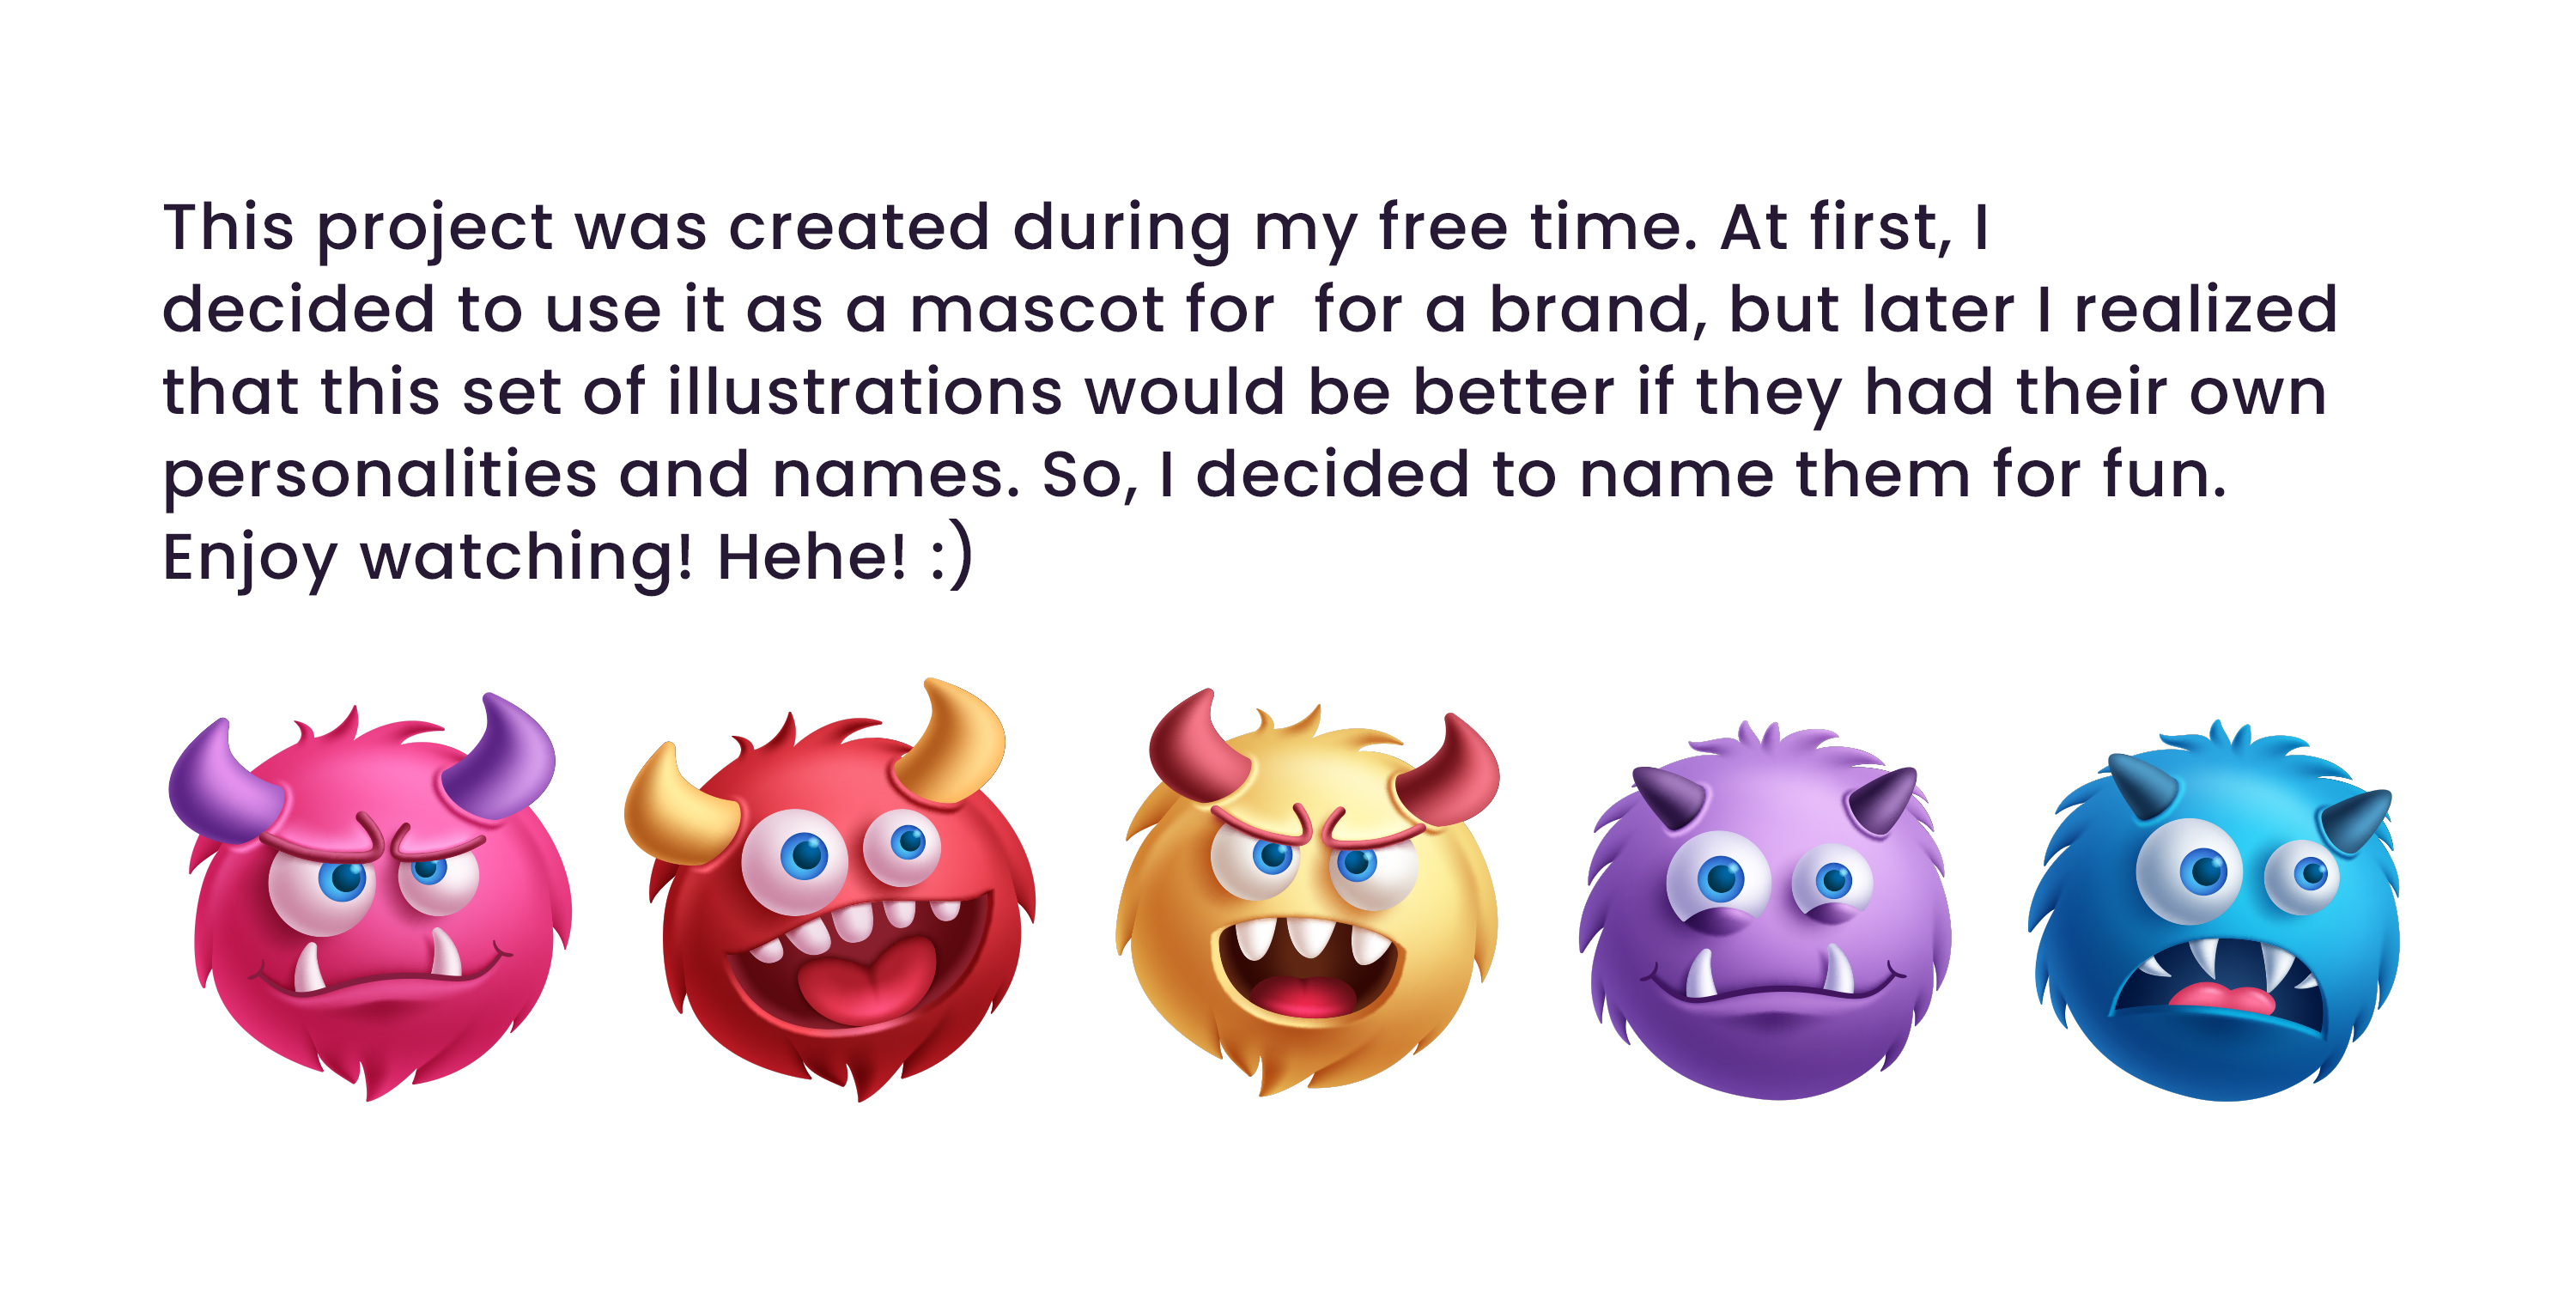 This project was created during my free time. At first, I
decided to use it as a mascot for  for a brand, but later I realized
that this set of illustrations would be better if they had their own
personalities and names. So, I decided to name them for fun.
Enjoy watching! Hehe! :)